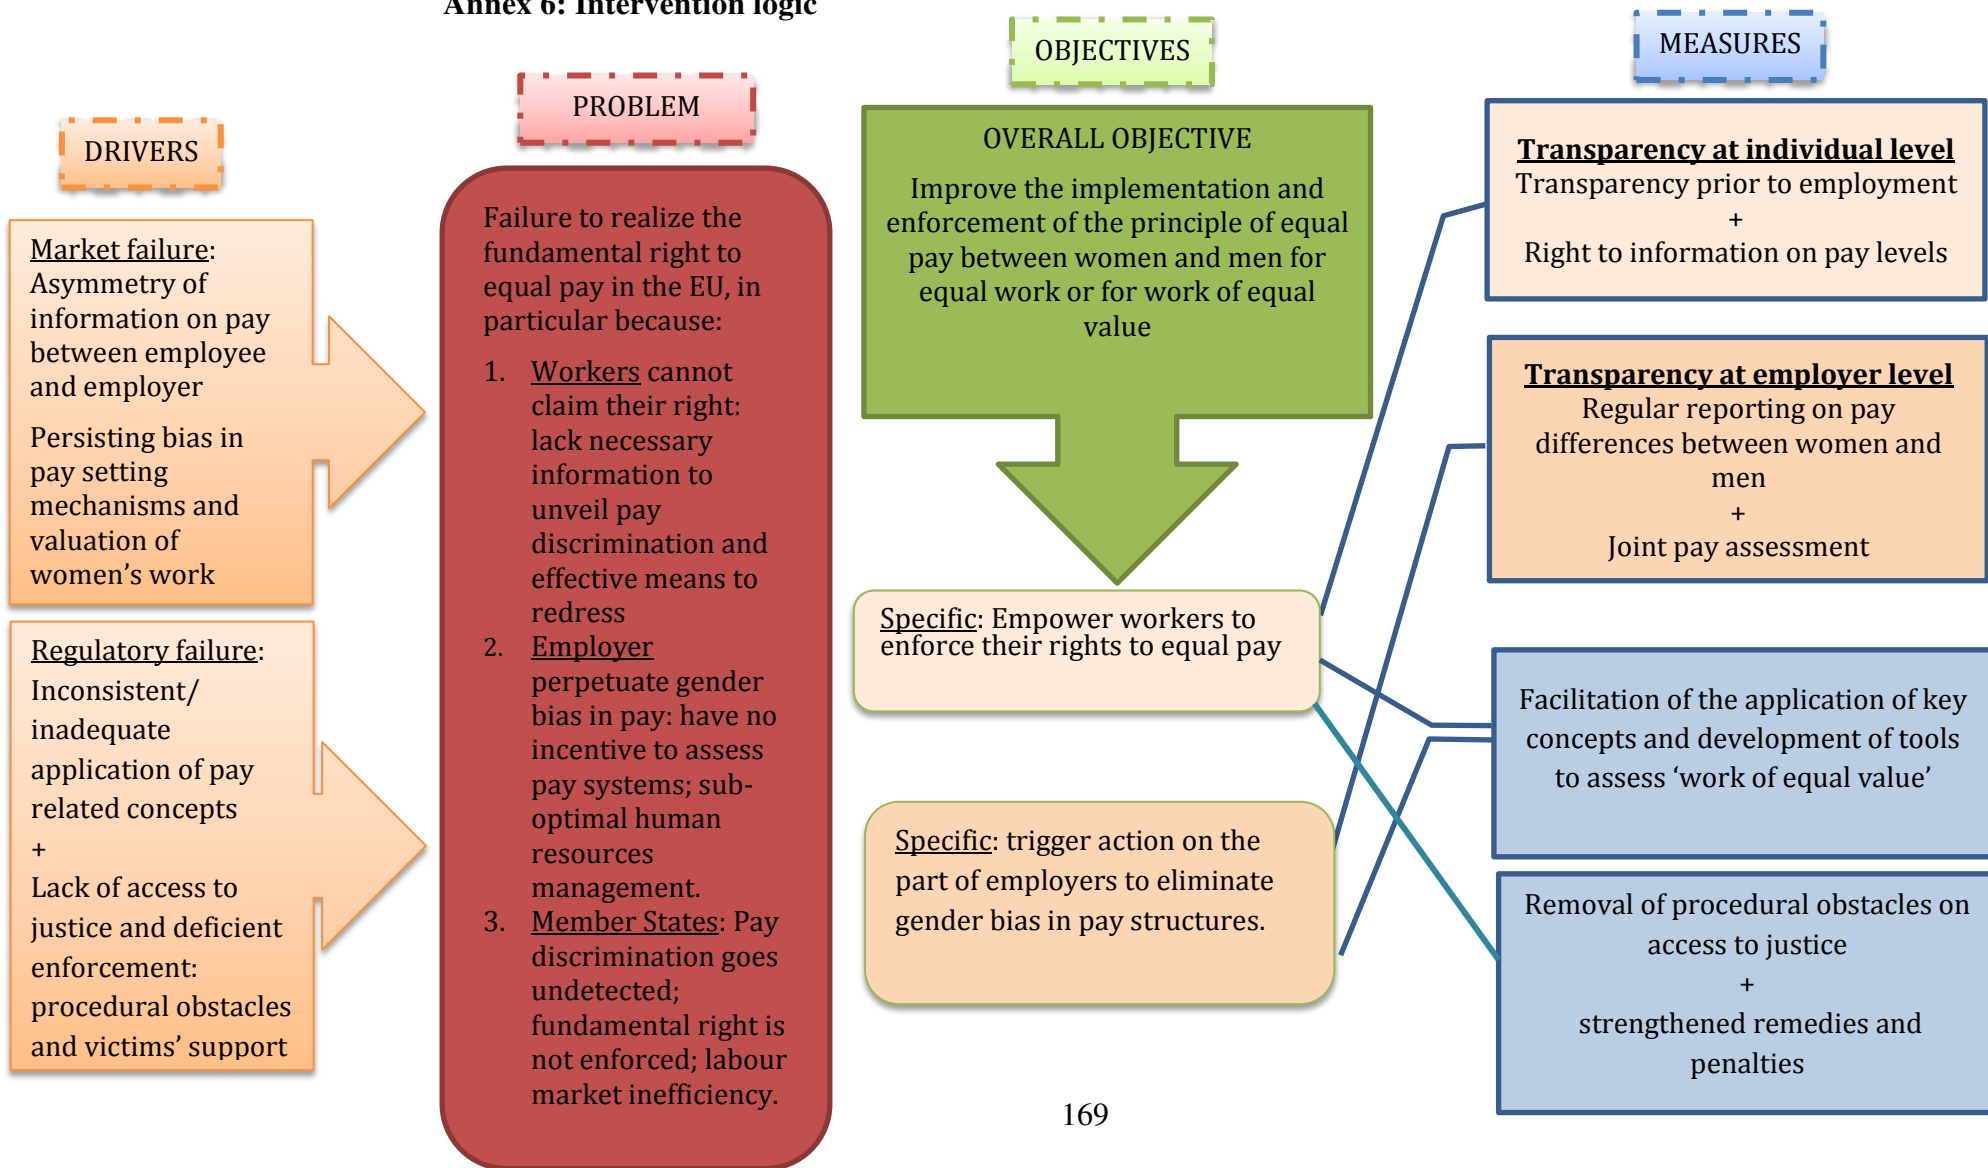 Annex 6: Intervention logic
DRIVERS
Market failure:
Asymmetry of
information on pay
between employee
and employer
Persisting bias in
pay setting
mechanisms and
valuation of
women’s work
Regulatory failure:
Inconsistent/
inadequate
application of pay
related concepts
+
Lack of access to
justice and deficient
enforcement:
procedural obstacles
and victims’ support
PROBLEM
Failure to realize the
fundamental right to
equal pay in the EU, in
particular because:
1. Workers cannot
claim their right:
lack necessary
information to
unveil pay
discrimination and
effective means to
redress
2. Employer
perpetuate gender
bias in pay: have no
incentive to assess
pay systems; sub-
optimal human
resources
management.
3. Member States: Pay
discrimination goes
undetected;
fundamental right is
not enforced; labour
market inefficiency.
OBJECTIVES
OVERALL OBJECTIVE
Improve the implementation and
enforcement of the principle of equal
pay between women and men for
equal work or for work of equal
value
Specific: Empower workers to
enforce their rights to equal pay
Specific: trigger action on the
part of employers to eliminate
gender bias in pay structures.
MEASURES
Transparency at individual level
Transparency prior to employment
+
Right to information on pay levels
Transparency at employer level
Regular reporting on pay
differences between women and
men
+
Joint pay assessment
Facilitation of the application of key
concepts and development of tools
to assess ‘work of equal value’
Removal of procedural obstacles on
access to justice
+
strengthened remedies and
penalties
169